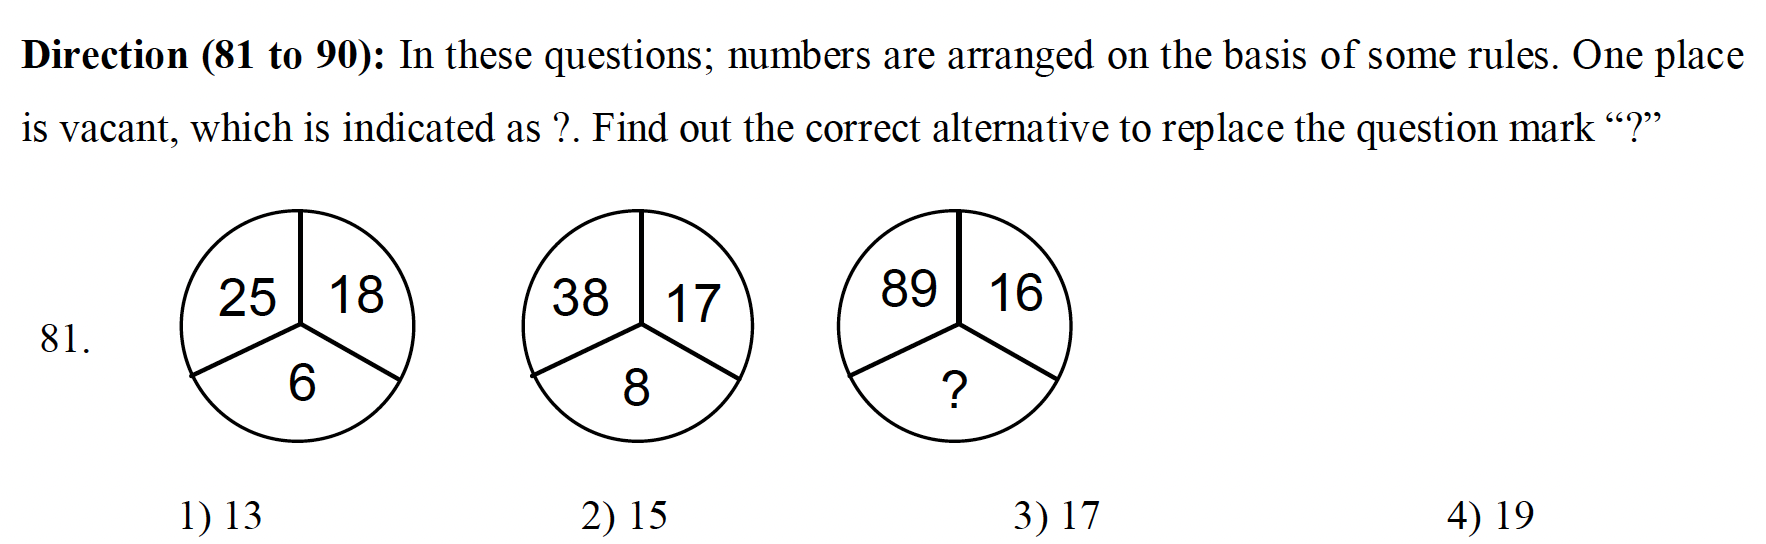 Direction (81 to 90): In these questions; numbers are arranged on the basis of some rules. One place
is vacant, which is indicated as ?. Find out the correct alternative to replace the question mark “?”
81.
25 18
6
38 17
8
89 16
?
1) 13 2) 15 3) 17 4) 19